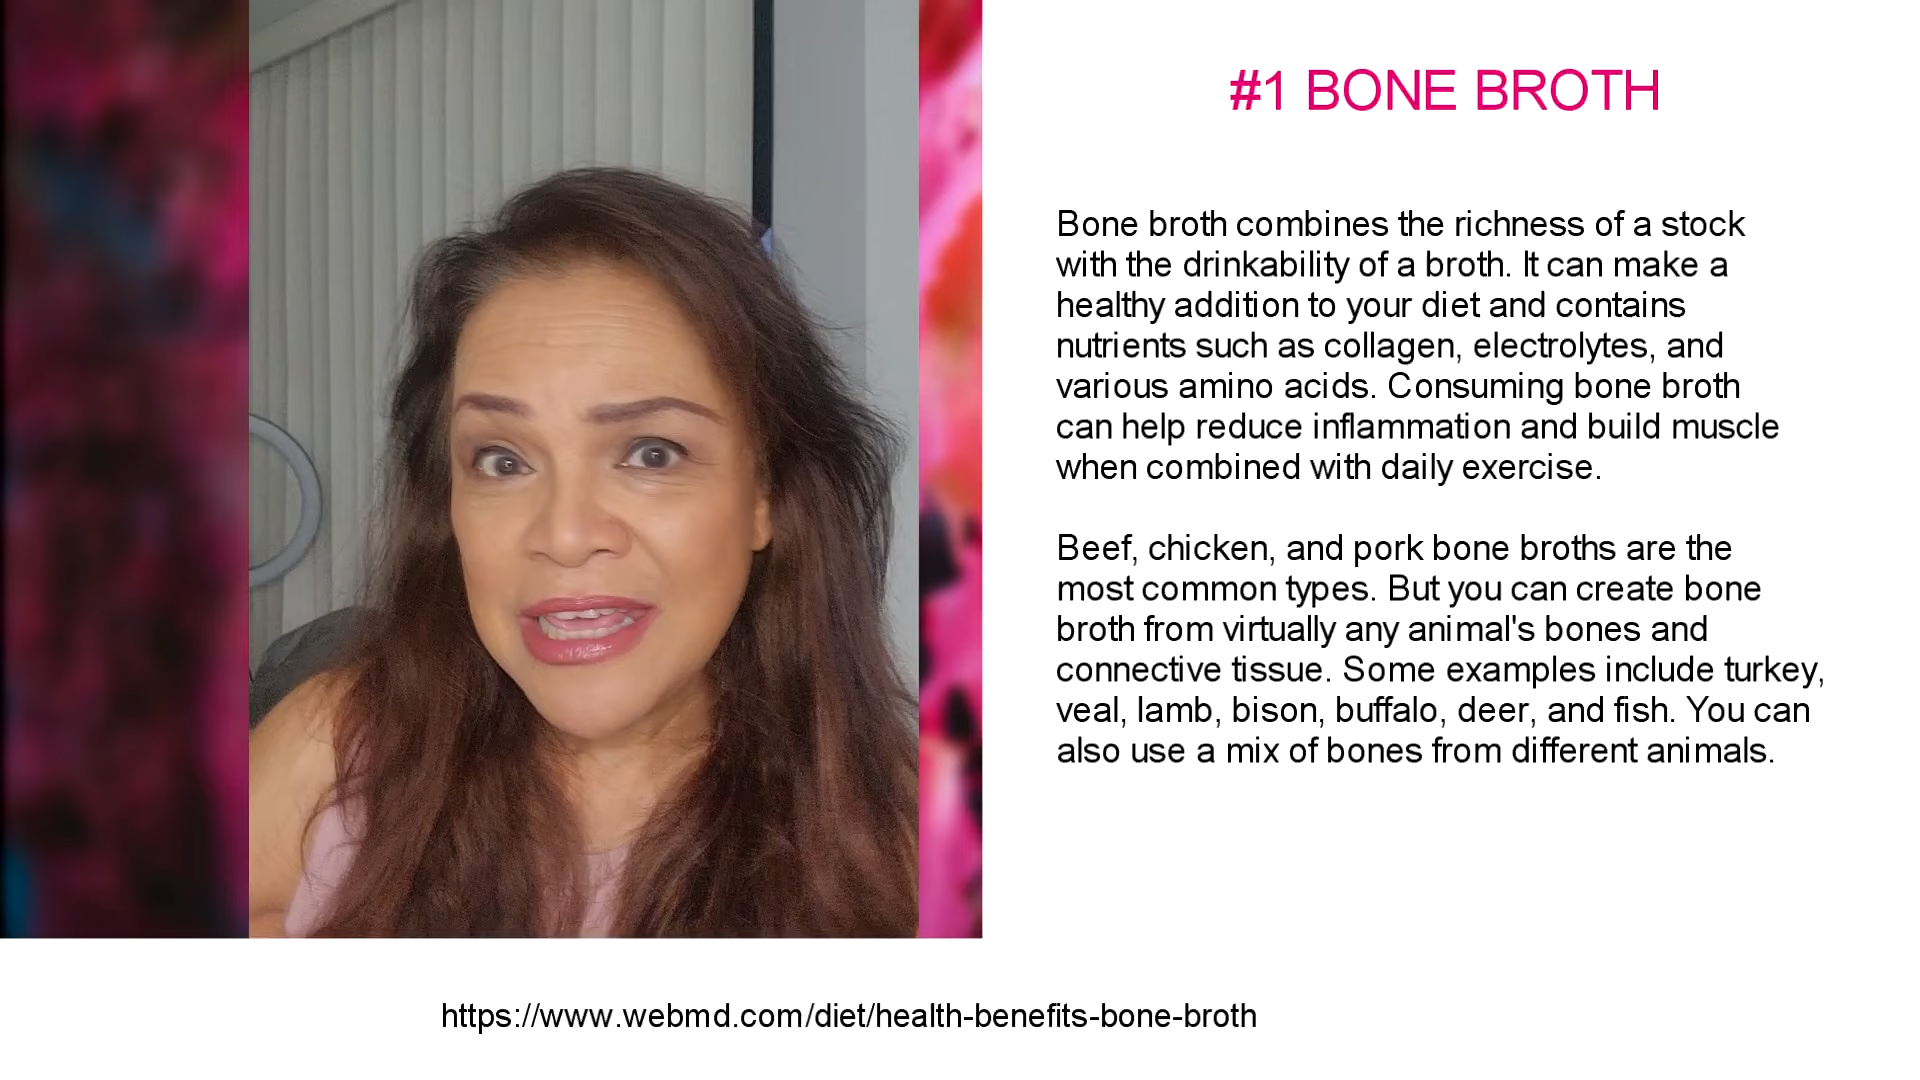 #1 BONE BROTH
Bone broth combines the richness of a stock
with the drinkability of a broth. It can make a
healthy addition to your diet and contains
nutrients such as collagen, electrolytes, and
various amino acids. Consuming bone broth
can help reduce inflammation and build muscle
when combined with daily exercise.
Beef, chicken, and pork bone broths are the
most common types. But you can create bone
broth from virtually any animal's bones and
connective tissue. Some examples include turkey,
veal, lamb, bison, buffalo, deer, and fish. You can
also use a mix of bones from different animals.
https://www.webmd.com/diet/health-benefits-bone-broth